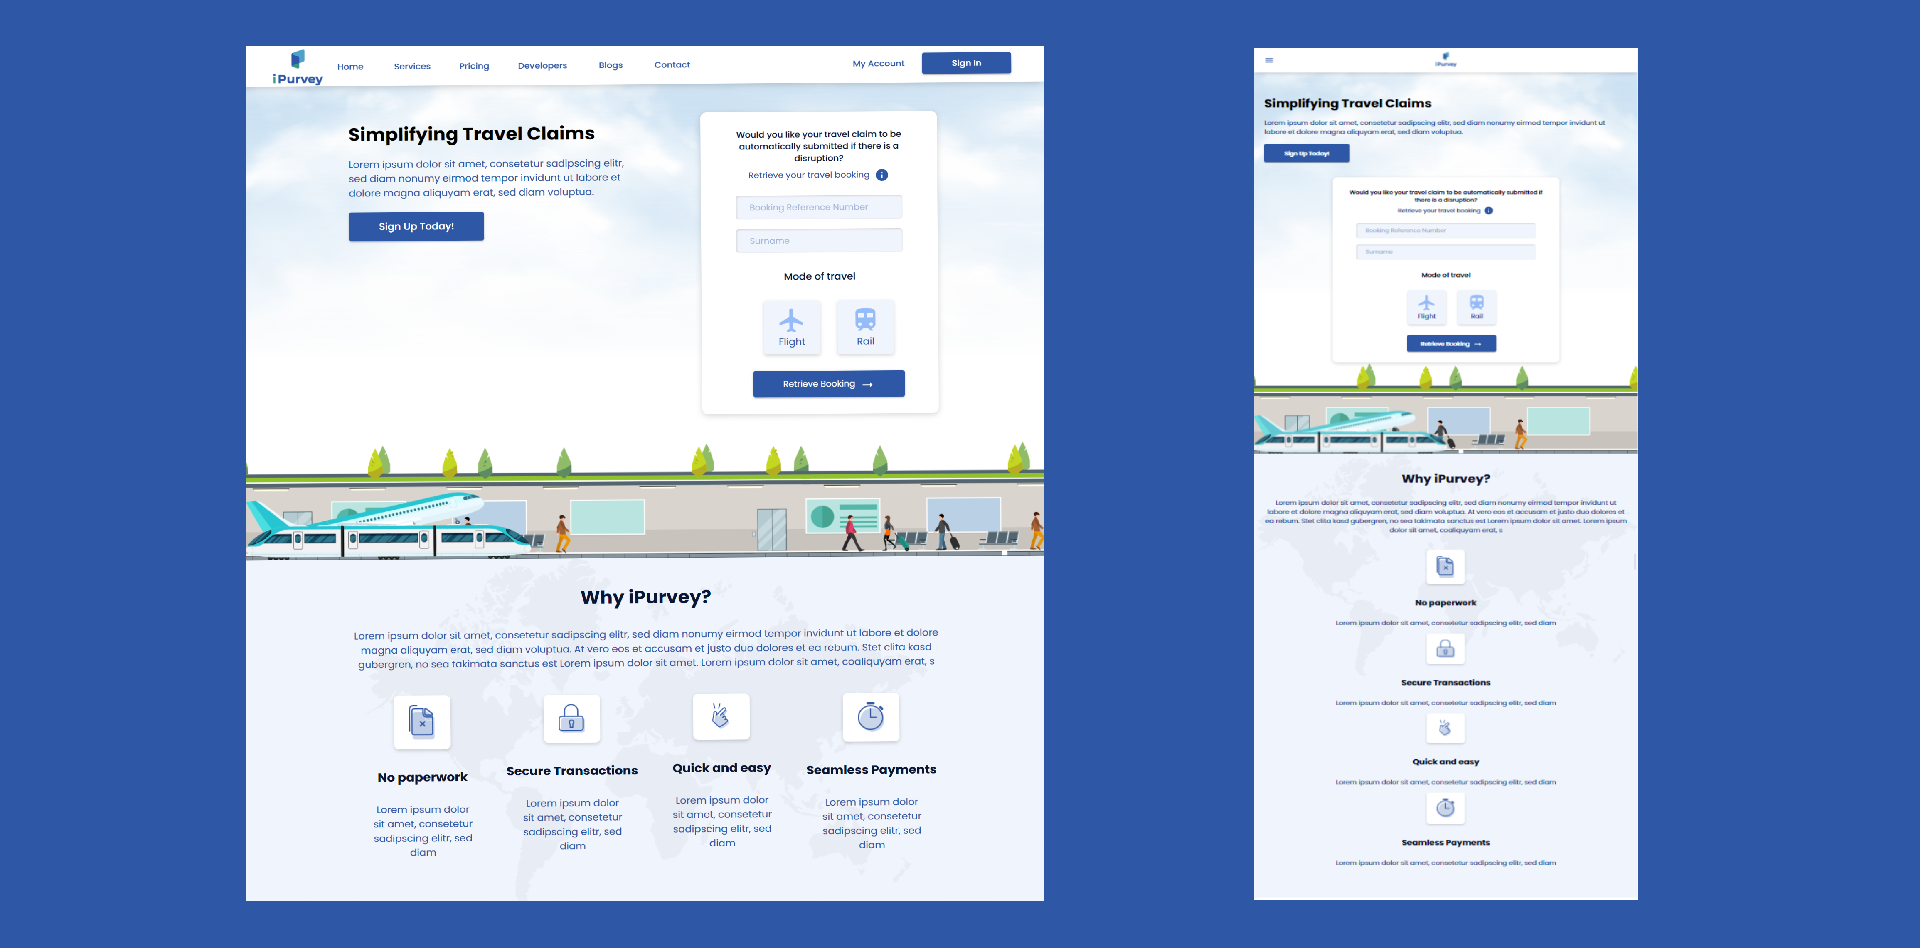 iPurvey
Home
Services
Pricing
Developers
Blogs
Contact
My Account
Sign In
Simplifying Travel Claims
Lorem ipsum dolor sit amet, consetetur sadipscing elitr,
sed diam nonumy eirmod tempor invidunt ut labore et
dolore magna aliquyam erat, sed diam voluptua.
Sign Up Today!
Would you like your travel claim to be
automatically submitted if there is a
disruption?
Retrieve your travel booking
Booking Reference Number
Surname
Mode of travel
Flight
Rail
Retrieve Booking →
Why iPurvey?
Lorem ipsum dolor sit amet, consetetur sadipscing elitr, sed diam nonumy eirmod tempor invidunt ut labore et dolore
magna aliquyam erat, sed diam voluptua. At vero eos et accusam et justo duo dolores et ea rebum. Stet clita kasd
gubergren, no sea takimata sanctus est Lorem ipsum dolor sit amet. Lorem ipsum dolor sit amet, coaliquyam erat, s
No paperwork
Lorem ipsum dolor
sit amet, consetetur
sadipscing elitr, sed
diam
Secure Transactions
Lorem ipsum dolor
sit amet, consetetur
sadipscing elitr, sed
diam
Quick and easy
Lorem ipsum dolor
sit amet, consetetur
sadipscing elitr, sed
diam
Seamless Payments
Lorem ipsum dolor
sit amet, consetetur
sadipscing elitr, sed
diam
iPurvey
Simplifying Travel Claims
Lorem ipsum dolor sit amet, consetetur sadipscing elitr, sed diam nonumy eirmod tempor invidunt ut
labore et dolore magna aliquyam erat, sed diam voluptua.
Sign Up Today!
Would you like your travel claim to be automatically submitted if
there is a disruption?
Retrieve your travel booking
Booking Reference Number
Surname
Mode of travel
Flight
Rail
Retrieve Booking →
Why iPurvey?
Lorem ipsum dolor sit amet, consetetur sadipscing elitr, sed diam nonumy eirmod tempor invidunt ut
labore et dolore magna aliquyam erat, sed diam voluptua. At vero eos et accusam et justo duo dolores et
ea rebum. Stet clita kasd gubergren, no sea takimata sanctus est Lorem ipsum dolor sit amet. Lorem ipsum
dolor sit amet, coaliquyam erat, s
No paperwork
Lorem ipsum dolor sit amet, consetetur sadipscing elitr, sed diam
Secure Transactions
Lorem ipsum dolor sit amet, consetetur sadipscing elitr, sed diam
Quick and easy
Lorem ipsum dolor sit amet, consetetur sadipscing elitr, sed diam
Seamless Payments
Lorem ipsum dolor sit amet, consetetur sadipscing elitr, sed diam